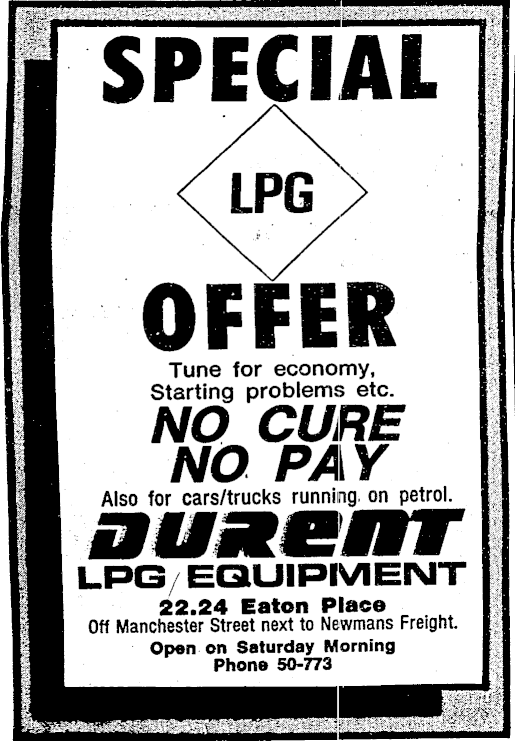 SPECIAL
LPG
OFFER
Tune for economy,
Starting problems etc.
NO CURE
NO PAY
Also for cars/trucks running on petrol.
DURENT
LPG EQUIPMENT
22.24 Eaton Place
Off Manchester Street next to Newmans Freight.
Open on Saturday Morning
Phone 50-773